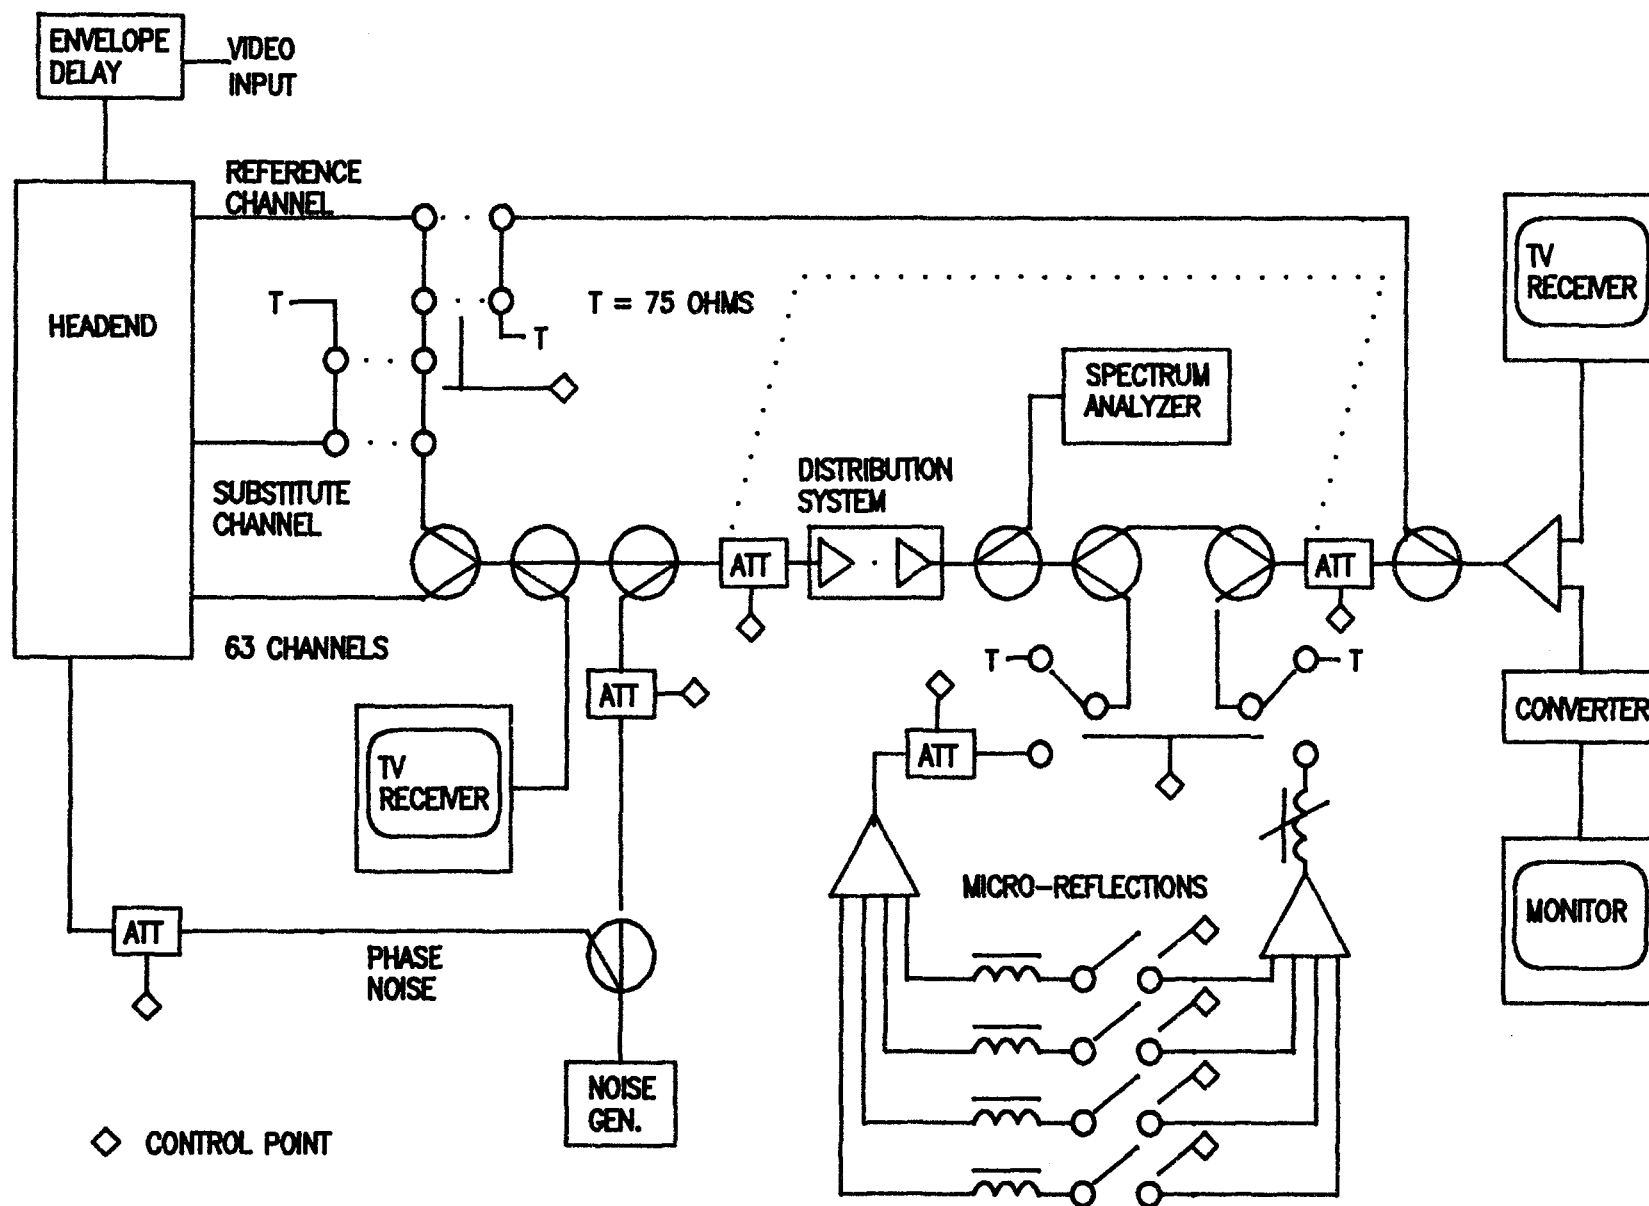 ENVELOPE
DELAY
VIDEO
INPUT
REFERENCE
CHANNEL
HEADEND
T
T = 75 OHMS
T
TV
RECEIVER
SPECTRUM
ANALYZER
SUBSTITUTE
CHANNEL
DISTRIBUTION
SYSTEM
ATT
ATT
63 CHANNELS
T
T
ATT
CONVERTER
ATT
TV
RECEIVER
MICRO-REFLECTIONS
MONITOR
ATT
PHASE
NOISE
NOISE
GEN.
CONTROL POINT